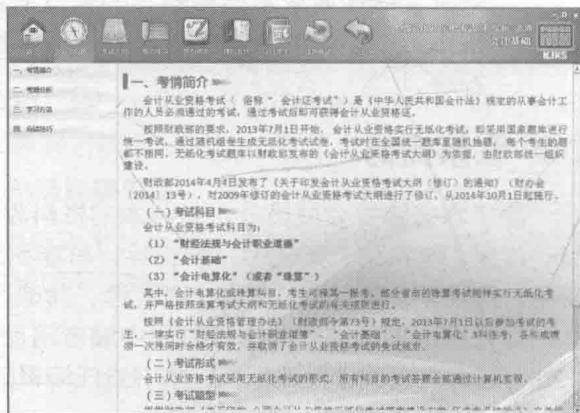 会计基础
KJKS
一、考情简介
一、考情简介
会计从业资格考试（俗称“会计证考试”）是《中华人民共和国会计法》规定的从事会计工
作的人员必须通过的考试，通过考试后即可获得会计从业资格证。
按照财政部的要求，2013年7月1日开始，会计从业资格实行无纸化考试，即采用国家题库进行
统一考试。通过随机组卷生成无纸化考试试卷，考试时在全国统一题库里随机抽题，每个考生的题
都不相同。无纸化考试题库以财政部发布的《会计从业资格考试大纲》为依据，由财政部统一组织
建设。
财政部2014年4月4日发布了《关于印发会计从业资格考试大纲（修订）的通知》（财办会
〔2014〕13号），对2009年修订的会计从业资格考试大纲进行了修订，从2014年10月1日起施行。
（一）考试科目
会计从业资格考试科目为：
（1）“财经法规与会计职业道德”
（2）“会计基础”
（3）“会计电算化”（或者“珠算”）
其中，会计电算化或珠算科目，考生可择其一报考。部分省市的珠算考试同样实行无纸化考
试，并严格按照珠算考试大纲和无纸化考试的有关规定进行。
按照《会计从业资格管理办法》（财政部令第73号）规定，2013年7月1日以后参加考试的考
生，一律实行“财经法规与会计职业道德”、“会计基础”、“会计电算化”3科连考，各科成绩
须一次性同时合格才有效，并取消了会计从业资格考试的免试规定。
（二）考试形式
会计从业资格考试采用无纸化考试的形式，所有科目的考试答题全部通过计算机实现。
（三）考试题型